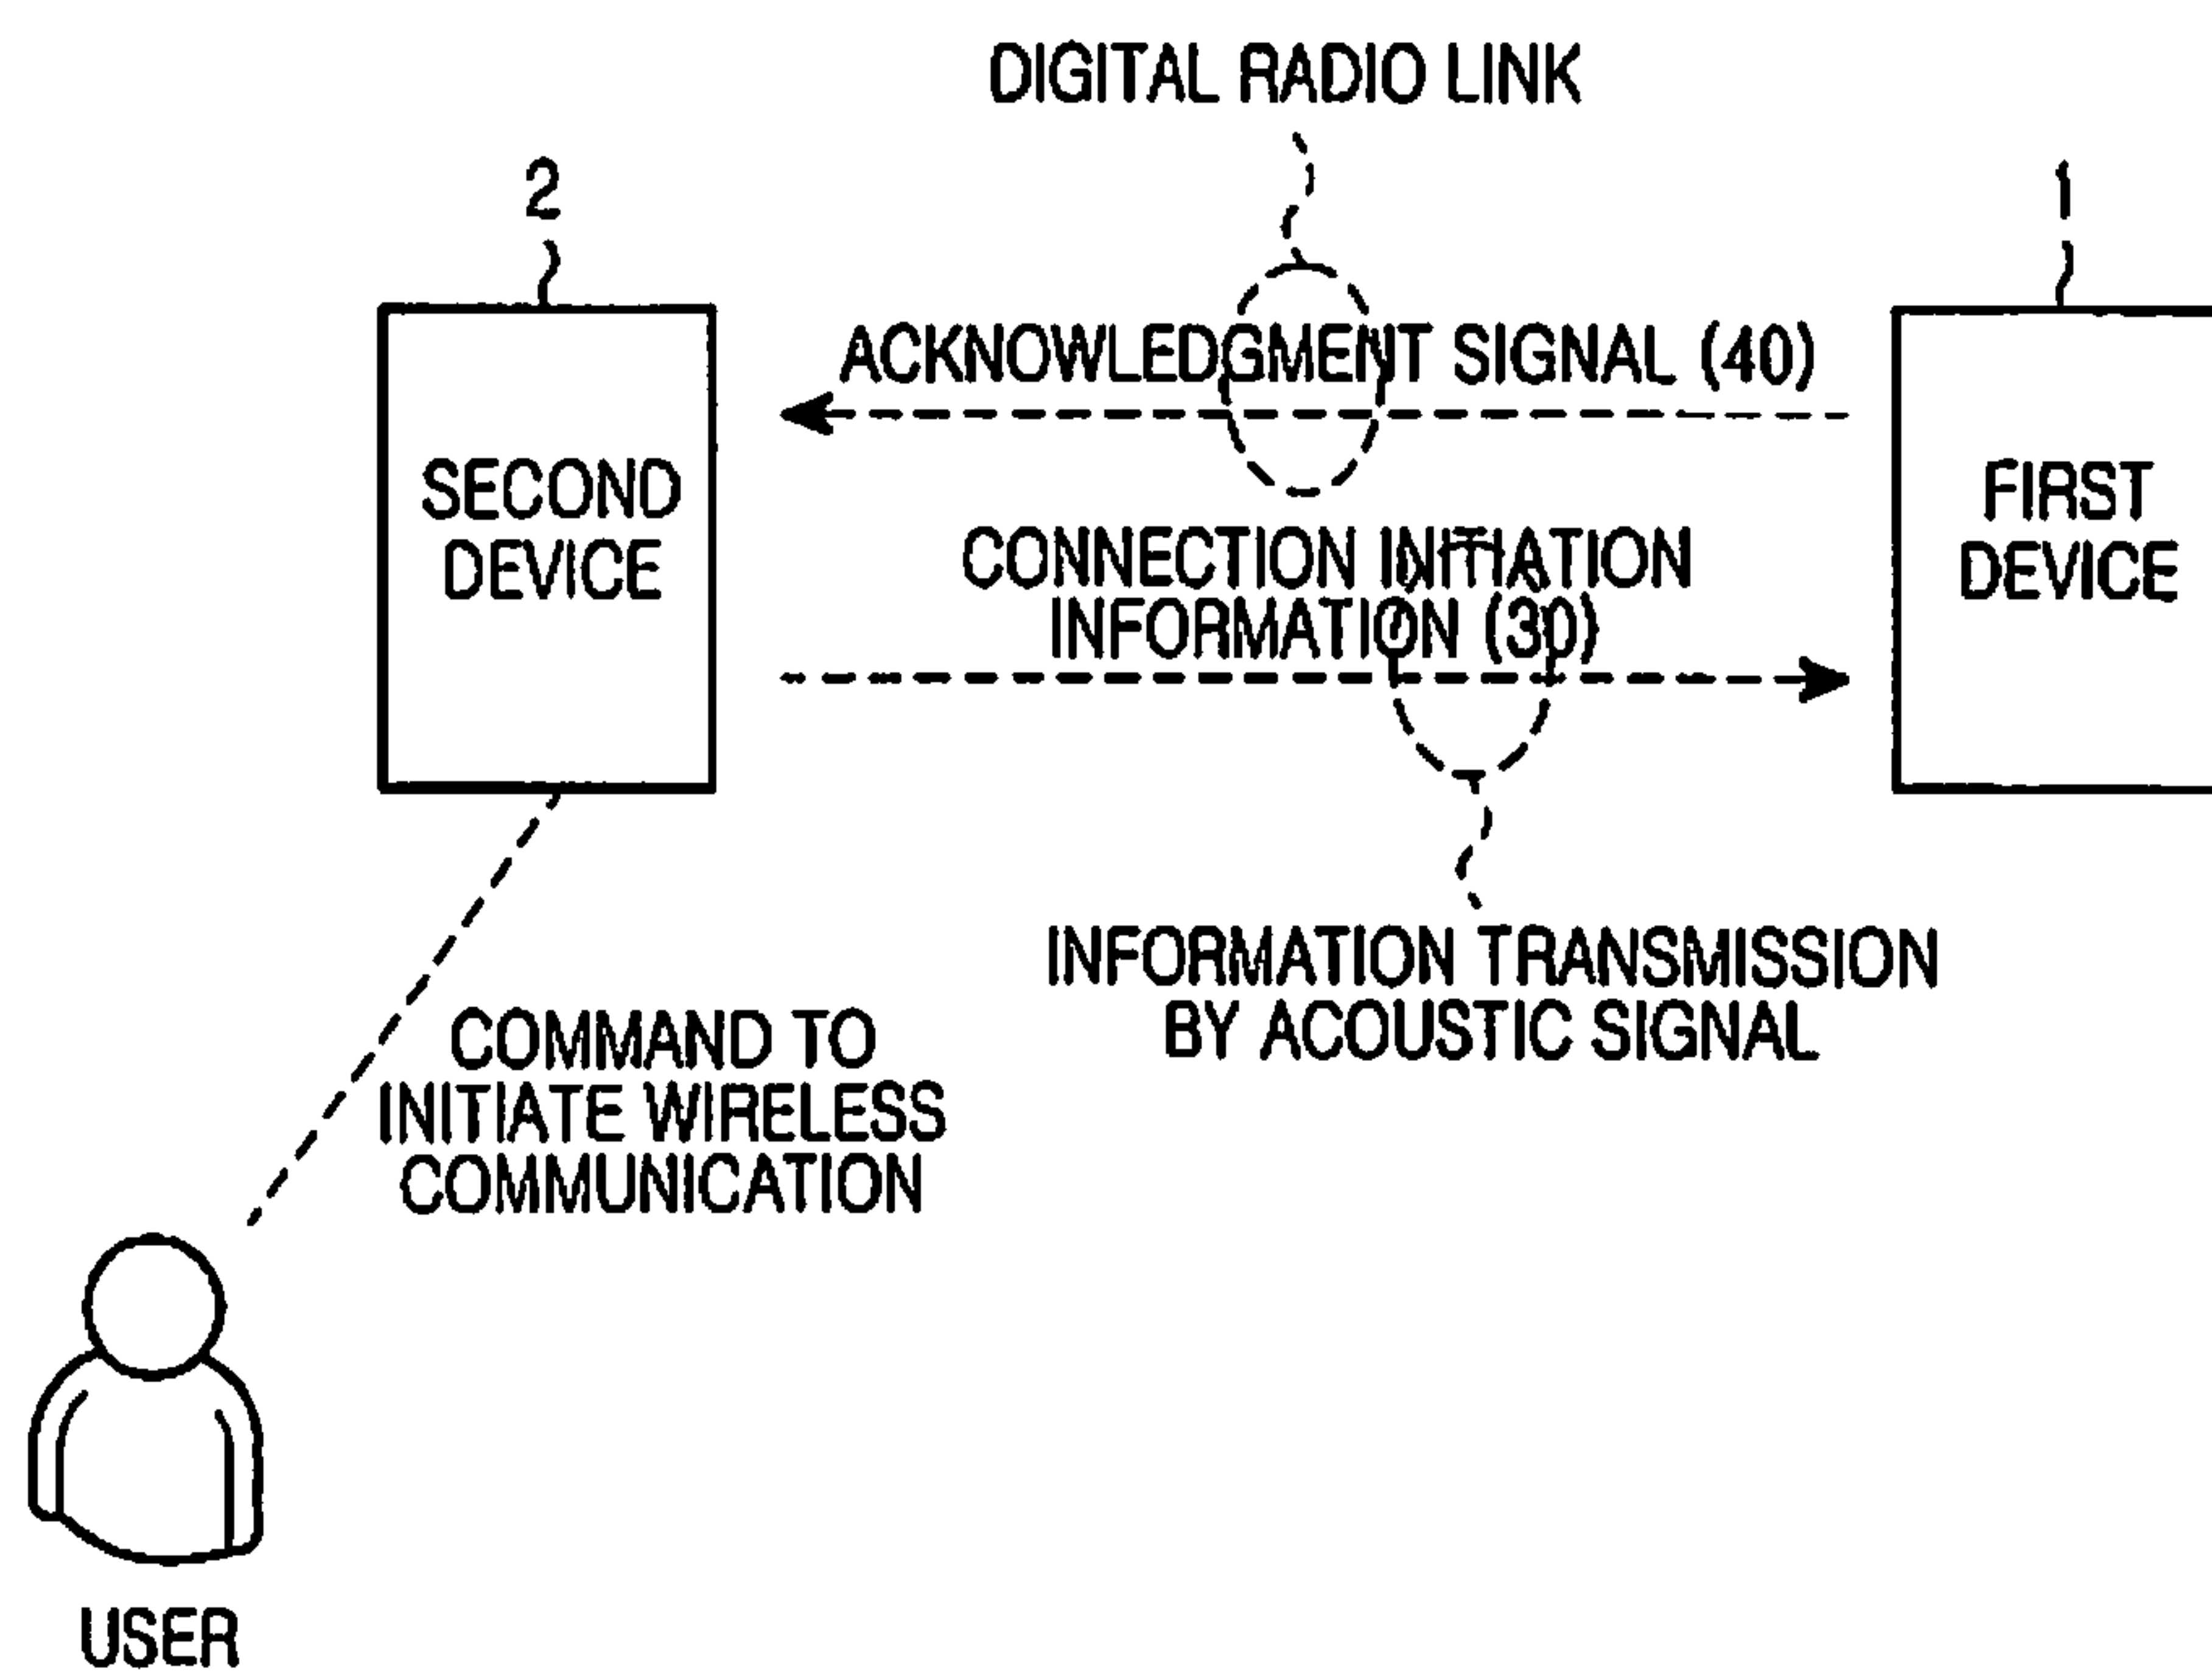 DIGITAL RADIO LINK
2
1
ACKNOWLEDGMENT SIGNAL (40)
SECOND
DEVICE
FIRST
DEVICE
CONNECTION INITIATION
INFORMATION (30)
INFORMATION TRANSMISSION
BY ACOUSTIC SIGNAL
COMMAND TO
INITIATE WIRELESS
COMMUNICATION
USER